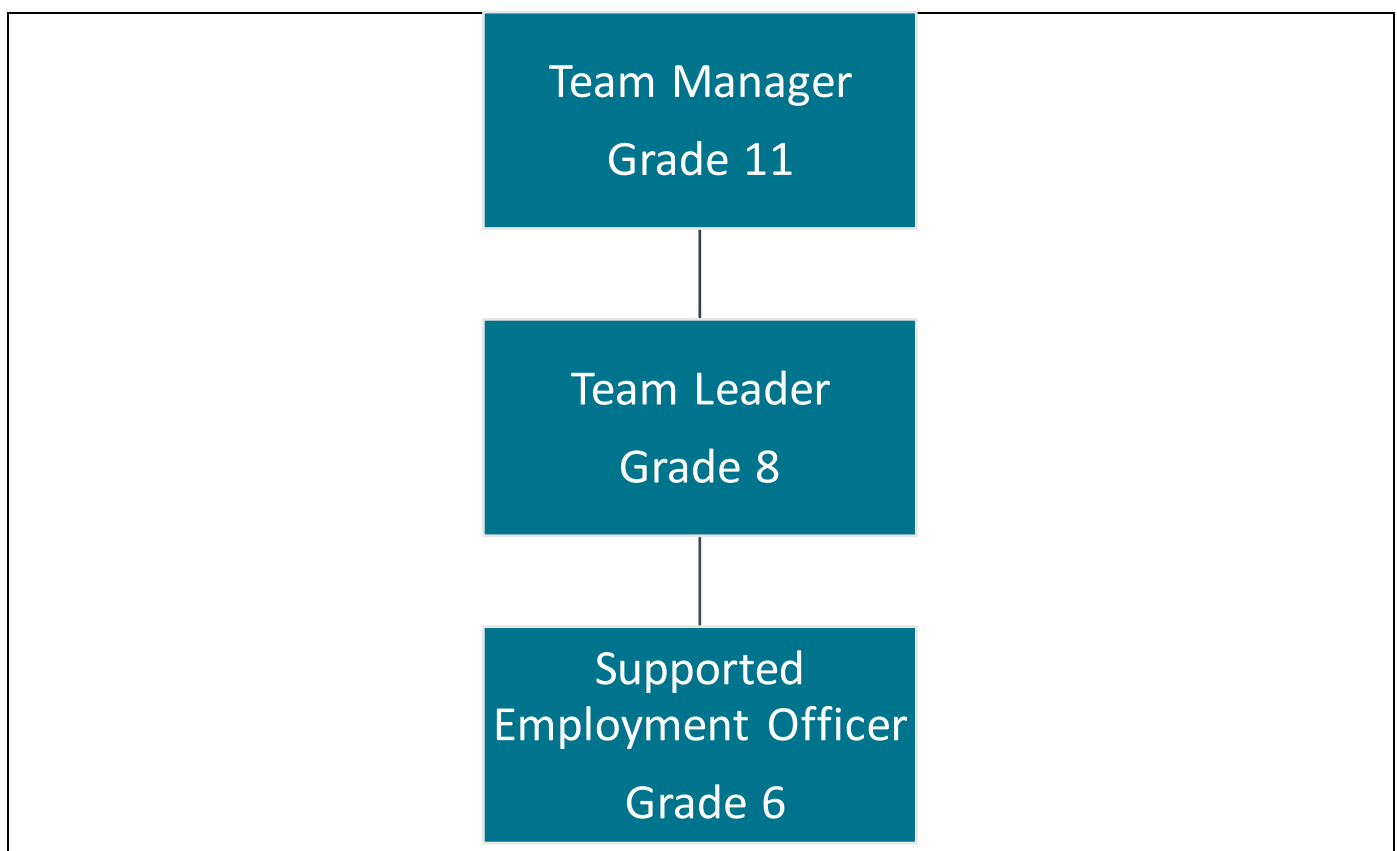 Team Manager
Grade 11
Team Leader
Grade 8
Supported
Employment Officer
Grade 6